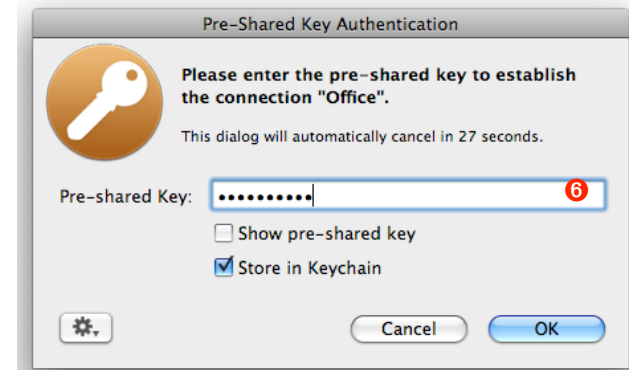 Pre-Shared Key Authentication
Please enter the pre-shared key to establish
the connection "Office".
This dialog will automatically cancel in 27 seconds.
Pre-shared Key: ••••••••••
6
Show pre-shared key
Store in Keychain
Cancel
OK